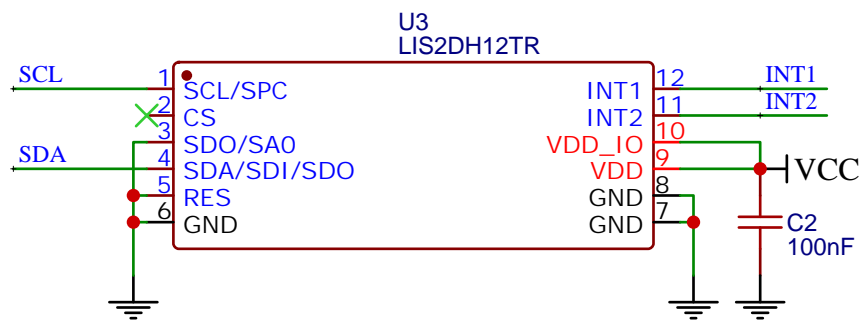 U3
LIS2DH12TR
SCL 1 SCL/SPC INT1 12 INT1
2 CS INT2 11 INT2
3 SDO/SA0 VDD_IO 10
SDA 4 SDA/SDI/SDO VDD 9 VCC
5 RES GND 8
6 GND GND 7 C2
100nF